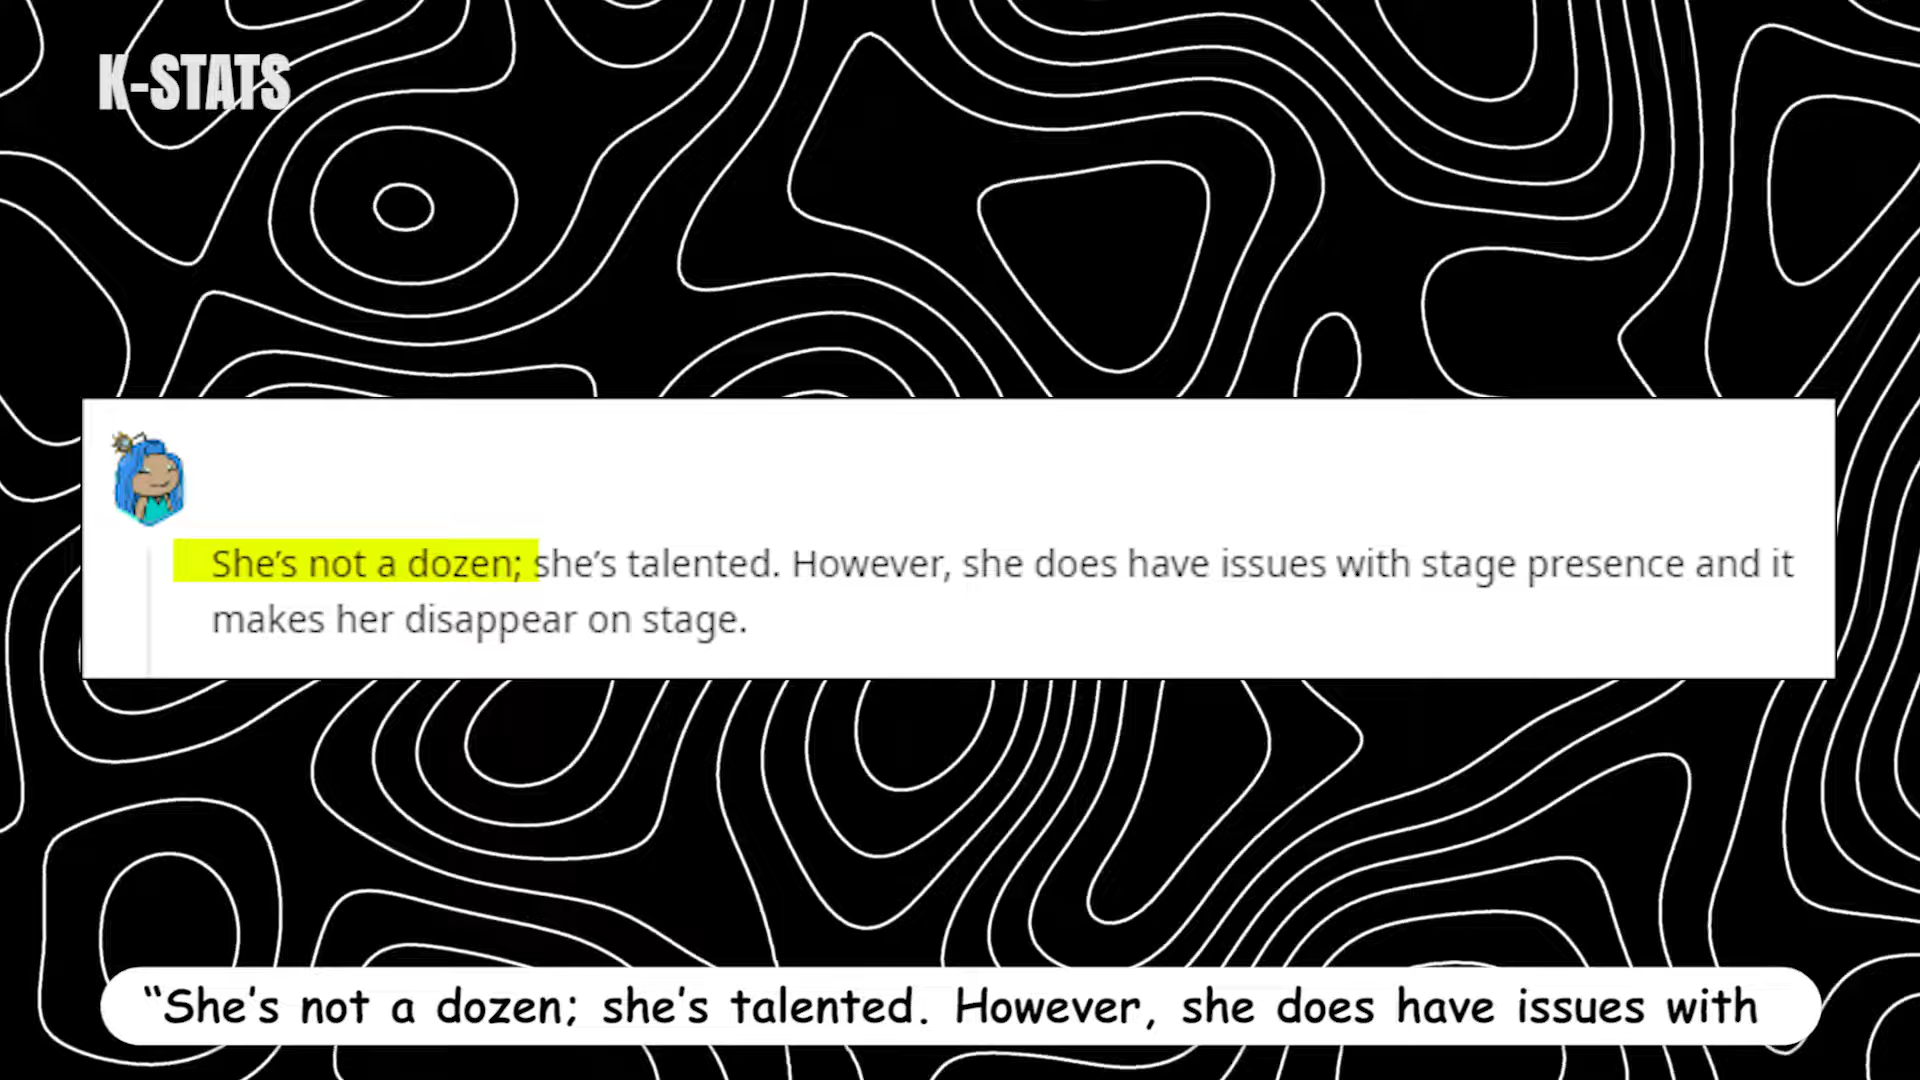 K-STATS
She’s not a dozen; she’s talented. However, she does have issues with stage presence and it
makes her disappear on stage.
“She’s not a dozen; she’s talented. However, she does have issues with